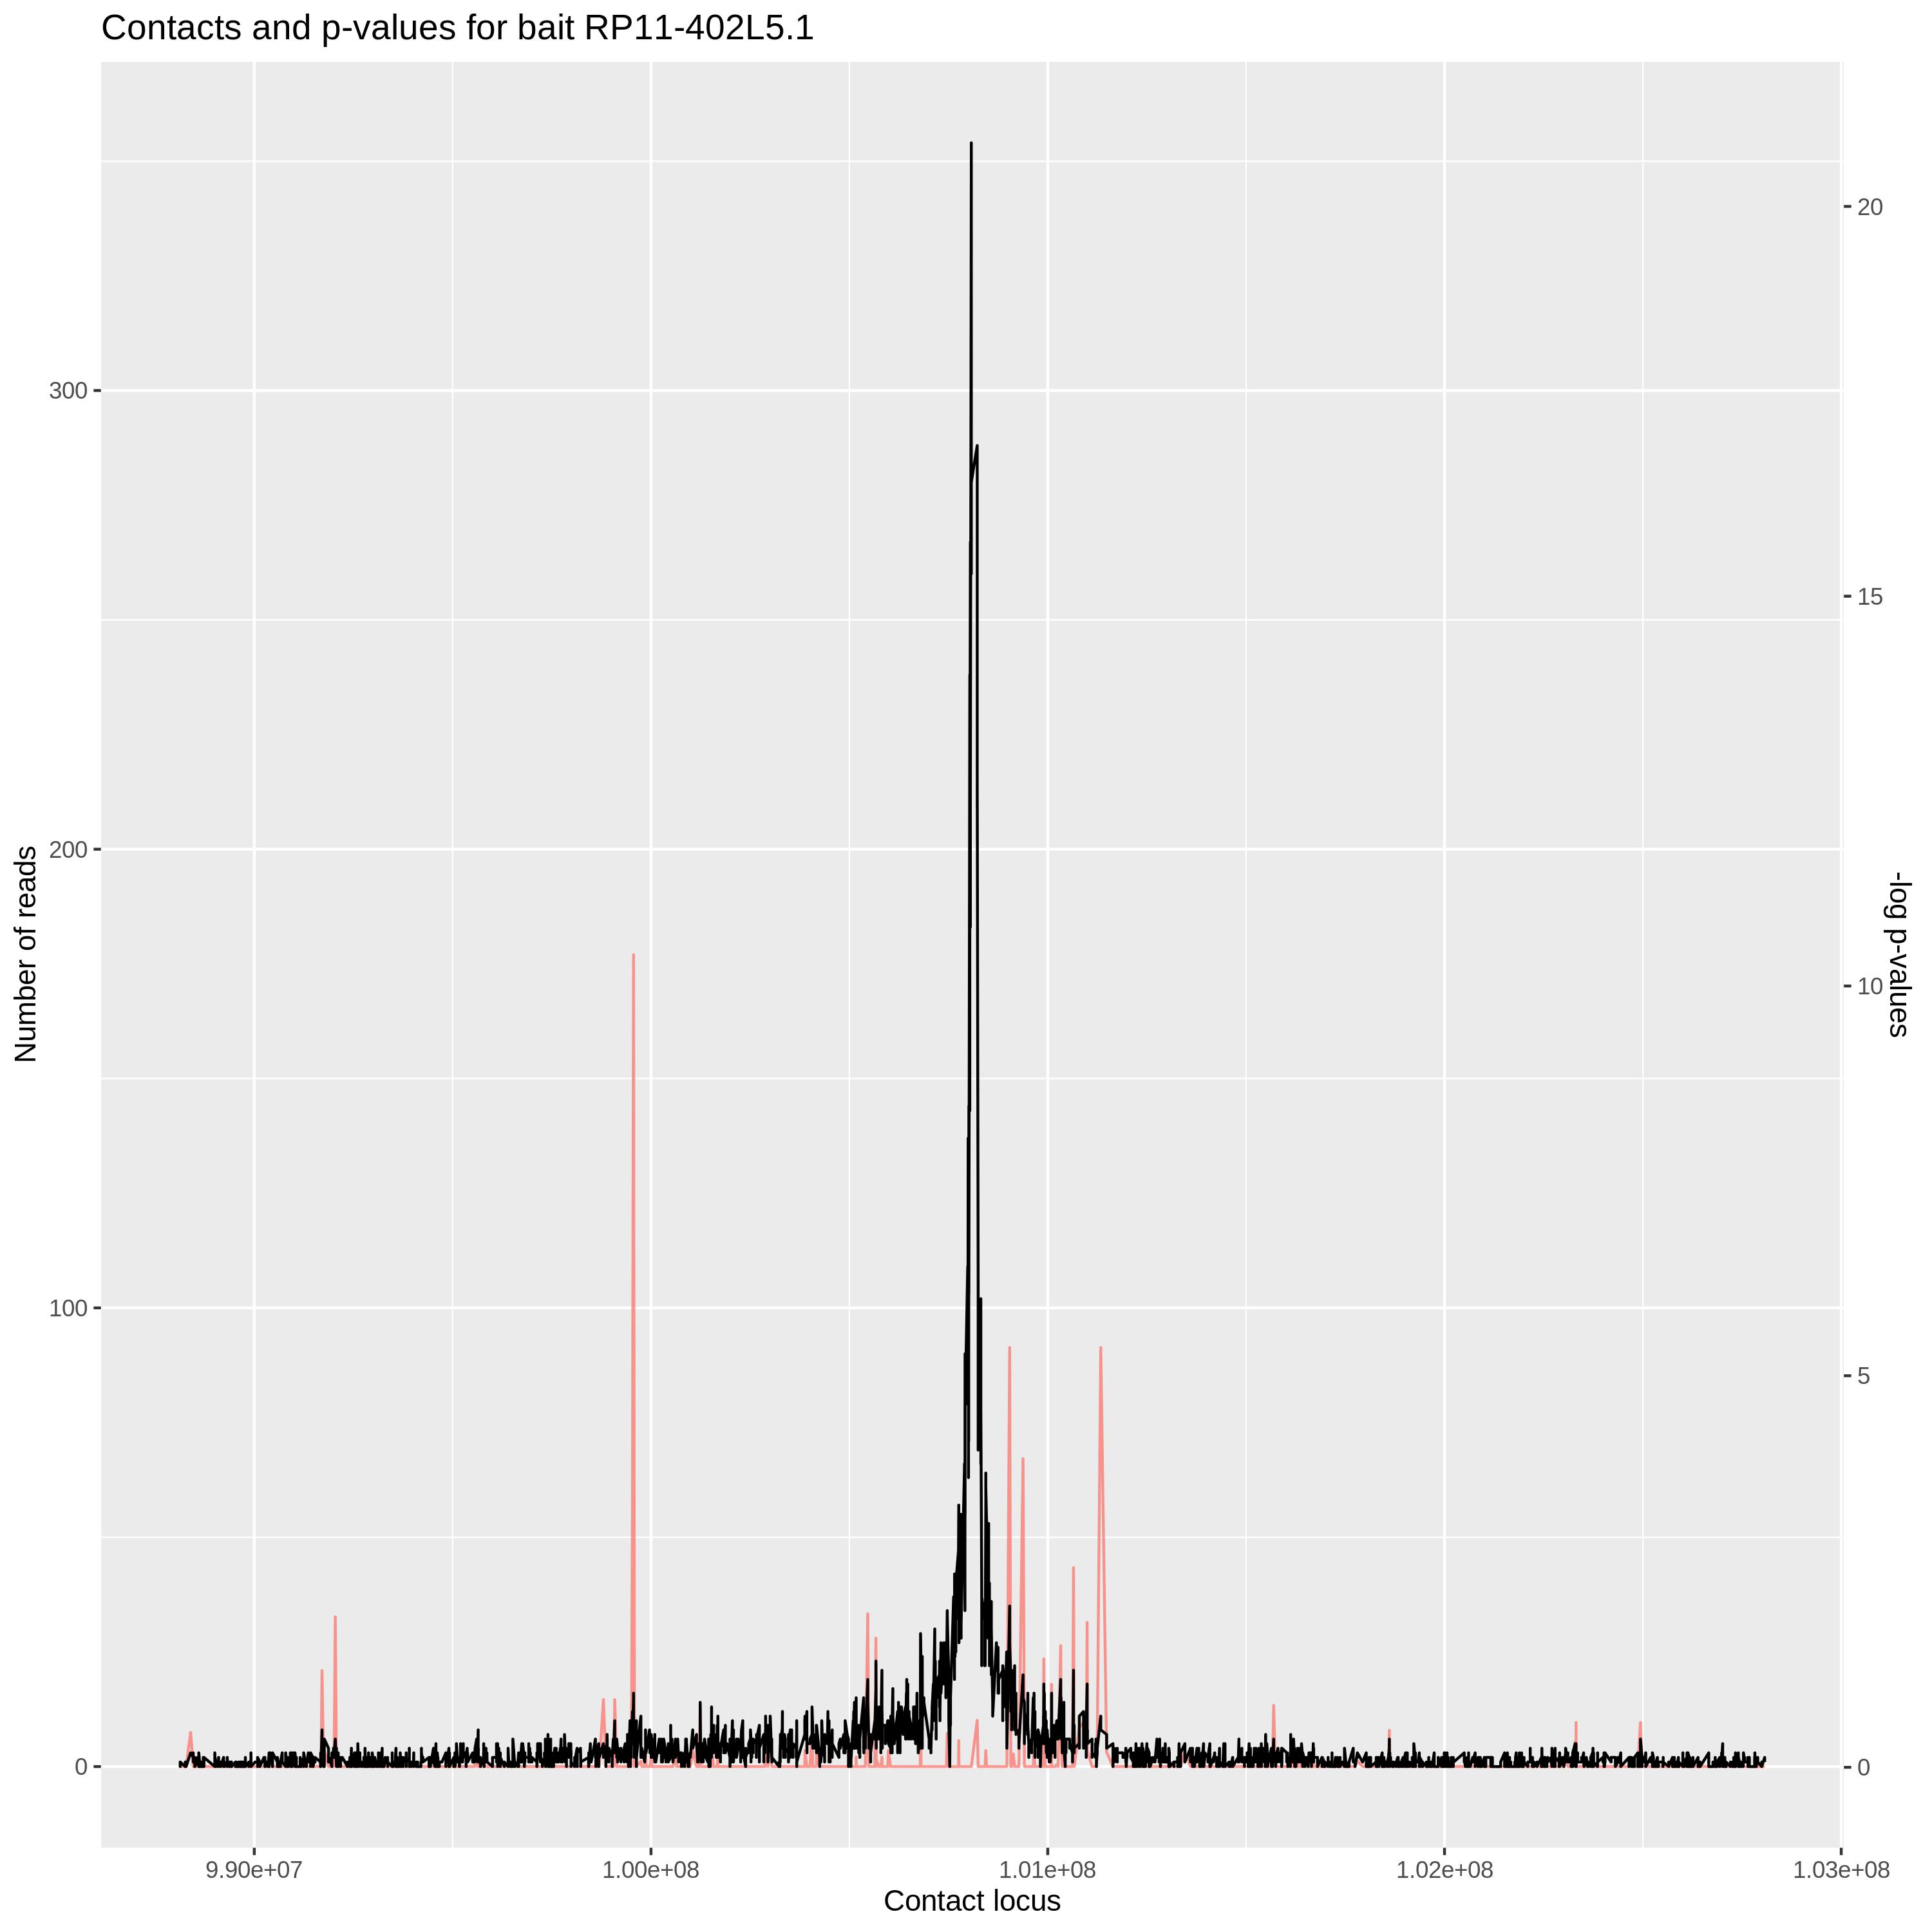 Contacts and p-values for bait RP11-402L5.1
Number of reads
300
200
100
0
20
15
10
5
0
-log p-values
9.90e+07 1.00e+08 1.01e+08 1.02e+08 1.03e+08
Contact locus